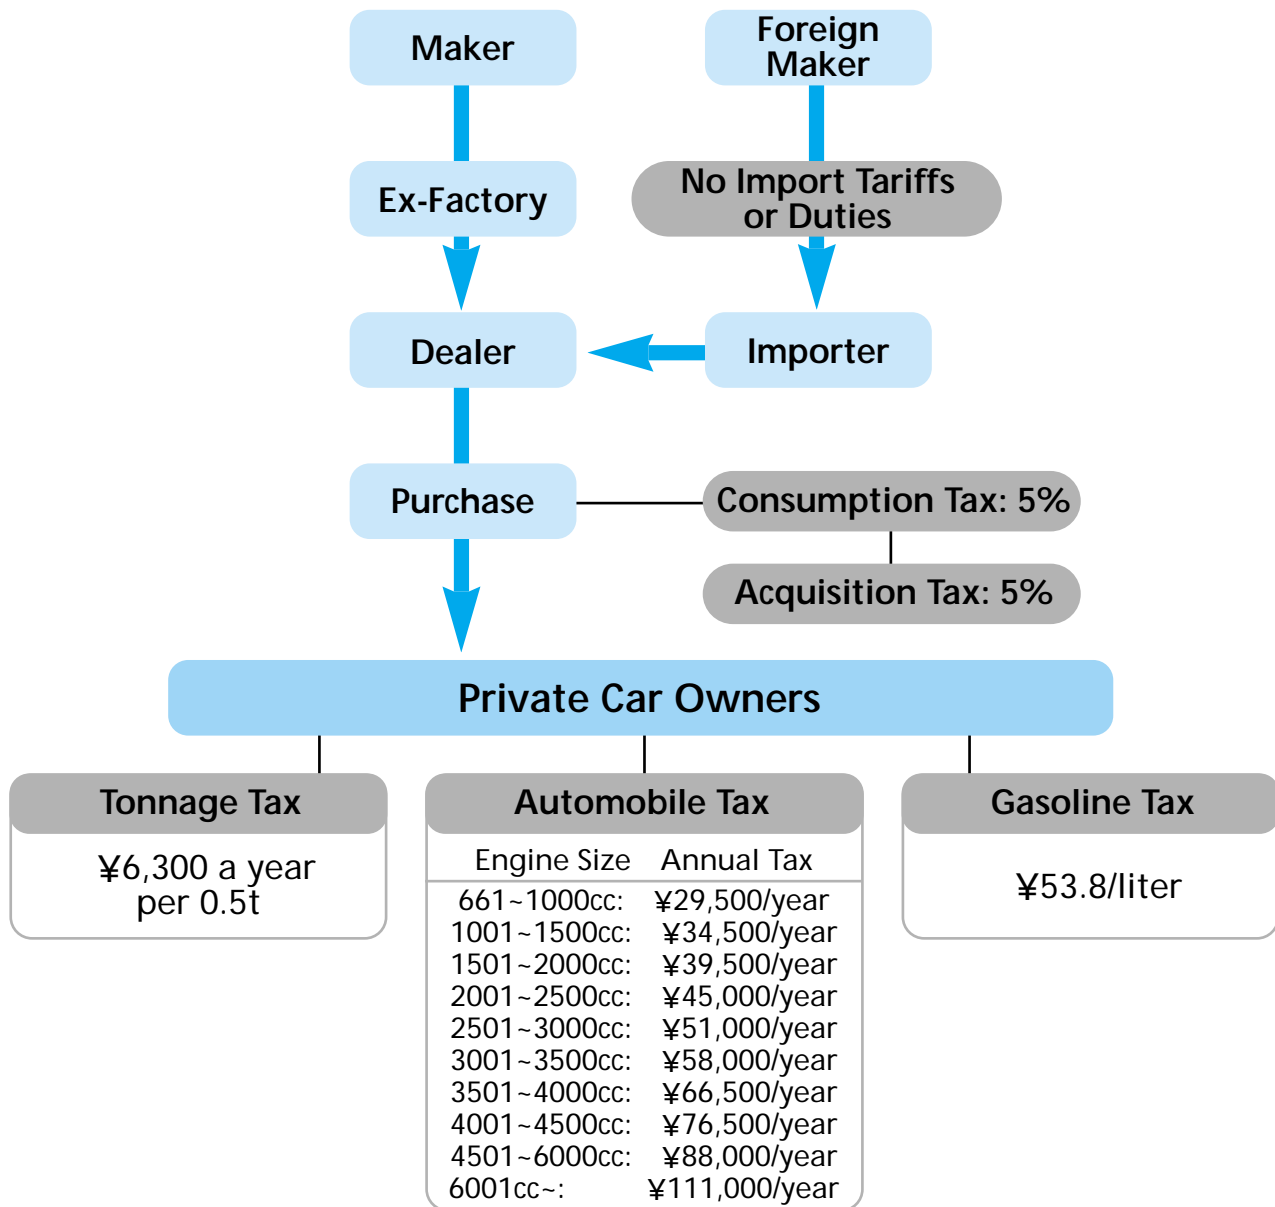 Maker
Foreign
Maker
Ex-Factory
No Import Tariffs
or Duties
Dealer
Importer
Purchase
Consumption Tax: 5%
Acquisition Tax: 5%
Private Car Owners
Tonnage Tax
¥6,300 a year
per 0.5t
Automobile Tax
Engine Size Annual Tax
661~1000cc: ¥29,500/year
1001~1500cc: ¥34,500/year
1501~2000cc: ¥39,500/year
2001~2500cc: ¥45,000/year
2501~3000cc: ¥51,000/year
3001~3500cc: ¥58,000/year
3501~4000cc: ¥66,500/year
4001~4500cc: ¥76,500/year
4501~6000cc: ¥88,000/year
6001cc~: ¥111,000/year
Gasoline Tax
¥53.8/liter